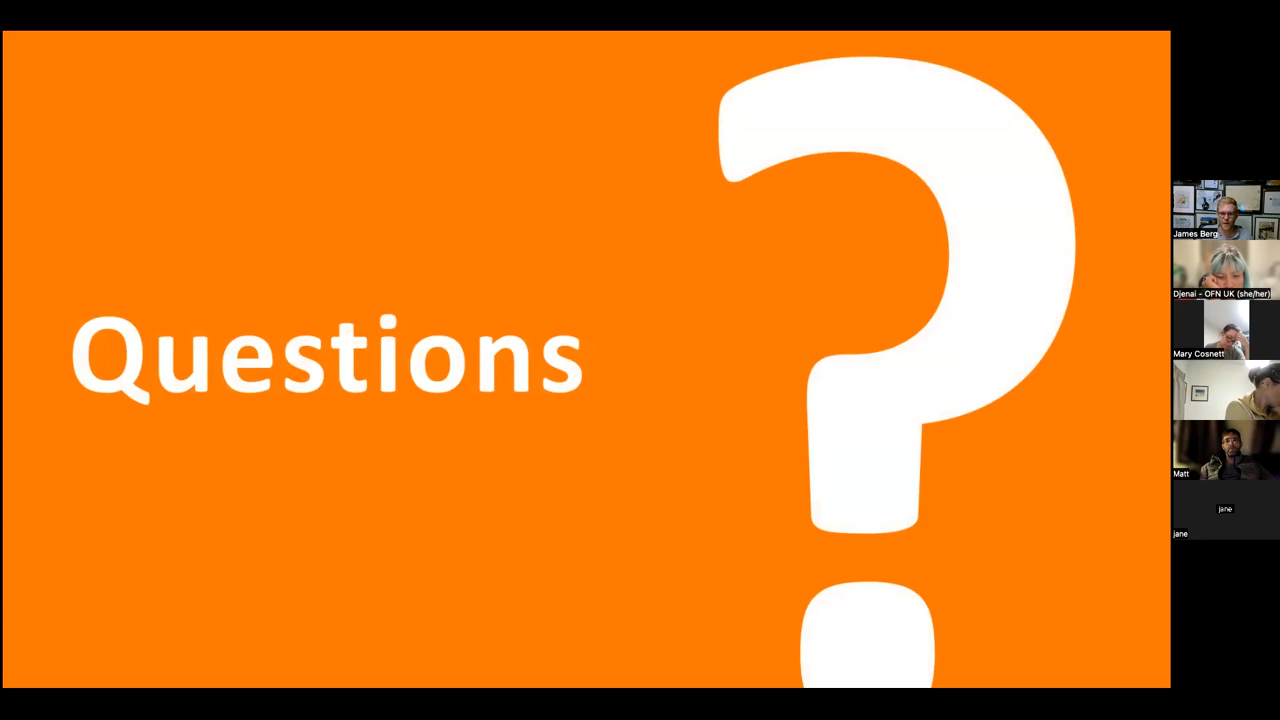 Questions
?
James Berg
Djenai - OFN UK (she/her)
Mary Cosnett
Matt
jane
jane